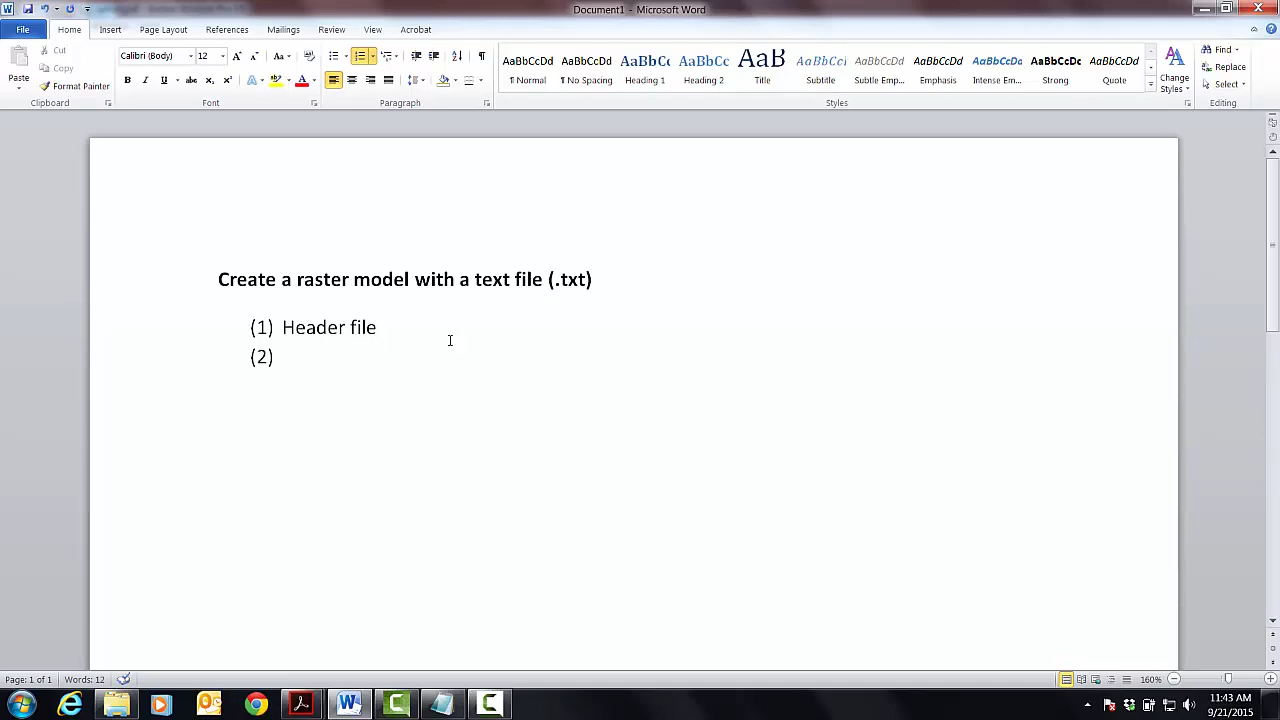 Document1 - Microsoft Word
File Home Insert Page Layout References Mailings Review View Acrobat
Paste Cut Copy Format Painter
Calibri (Body) 12
AaBbCcDd AaBbCcDd AaBbCc AaBbCc AaB AaBbCcl AaBbCcDd AaBbCcDd AaBbCcDd AaBbCcDd AaBbCcDd
¶ Normal ¶ No Spacing Heading 1 Heading 2 Title Subtitle Subtle Emp... Emphasis Intense Em... Strong Quote
Change Styles
Find Replace Select
Clipboard Font Paragraph Styles Editing
Create a raster model with a text file (.txt)
(1) Header file
(2)
Page: 1 of 1 Words: 12 160%
11:43 AM
9/21/2015